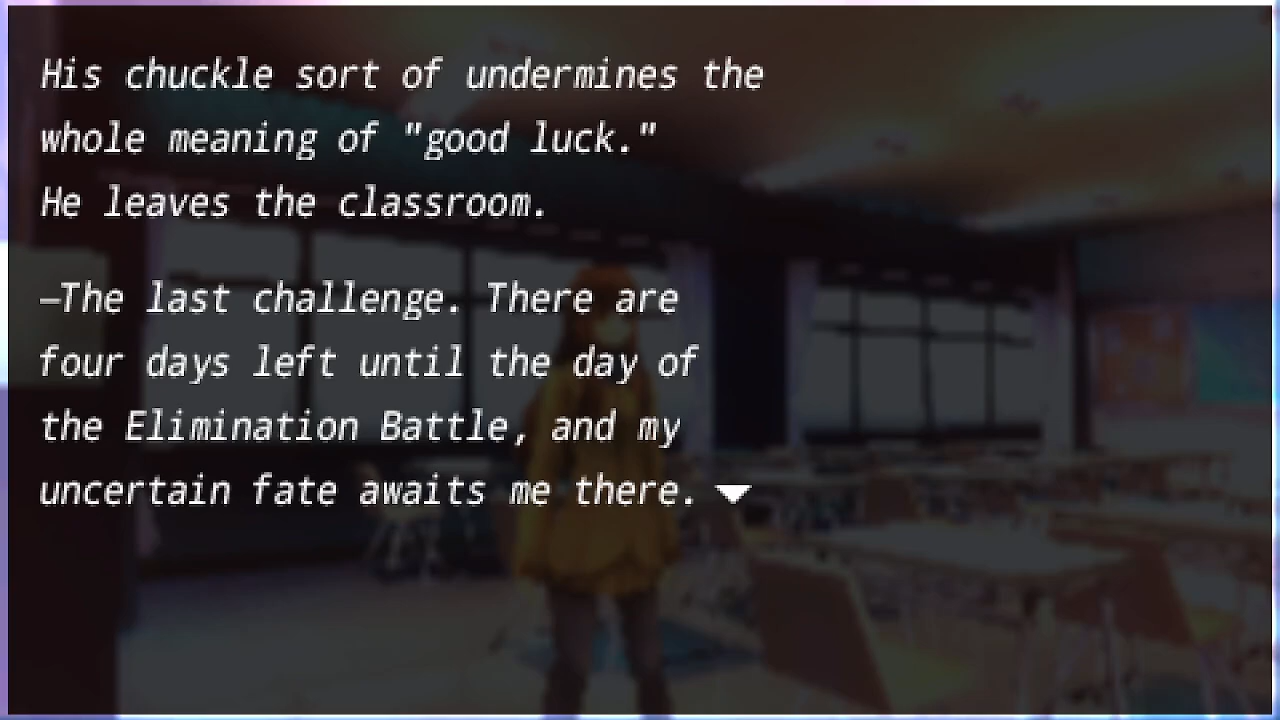 His chuckle sort of undermines the
whole meaning of "good luck."
He leaves the classroom.
—The last challenge. There are
four days left until the day of
the Elimination Battle, and my
uncertain fate awaits me there.